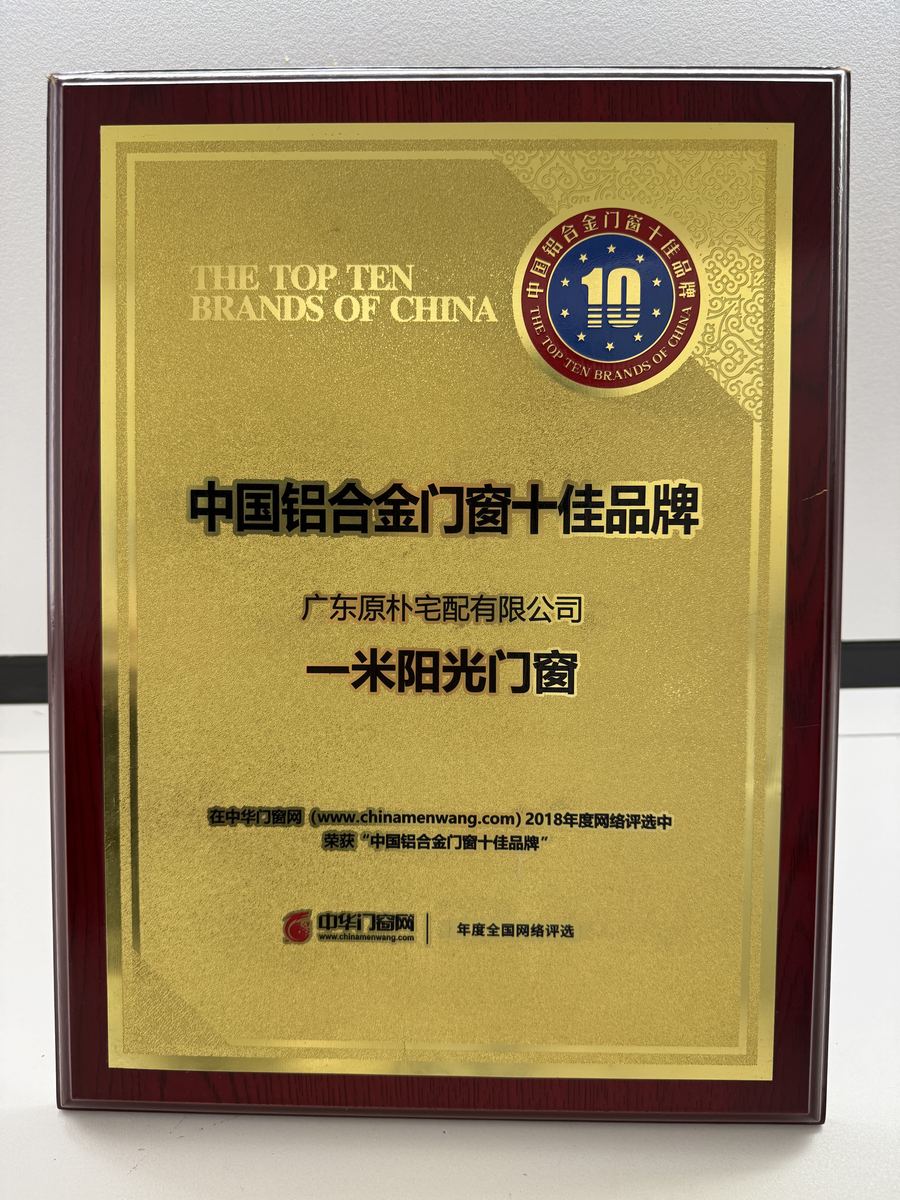 THE TOP TEN
BRANDS OF CHINA
中国铝合金门窗十佳品牌
10
THE TOP TEN BRANDS OF CHINA
中国铝合金门窗十佳品牌
广东原朴宅配有限公司
一米阳光门窗
在中华门窗网（www.chinamenwang.com）2018年度网络评选中
荣获“中国铝合金门窗十佳品牌”
中华门窗网
www.chinamenwang.com
年度全国网络评选